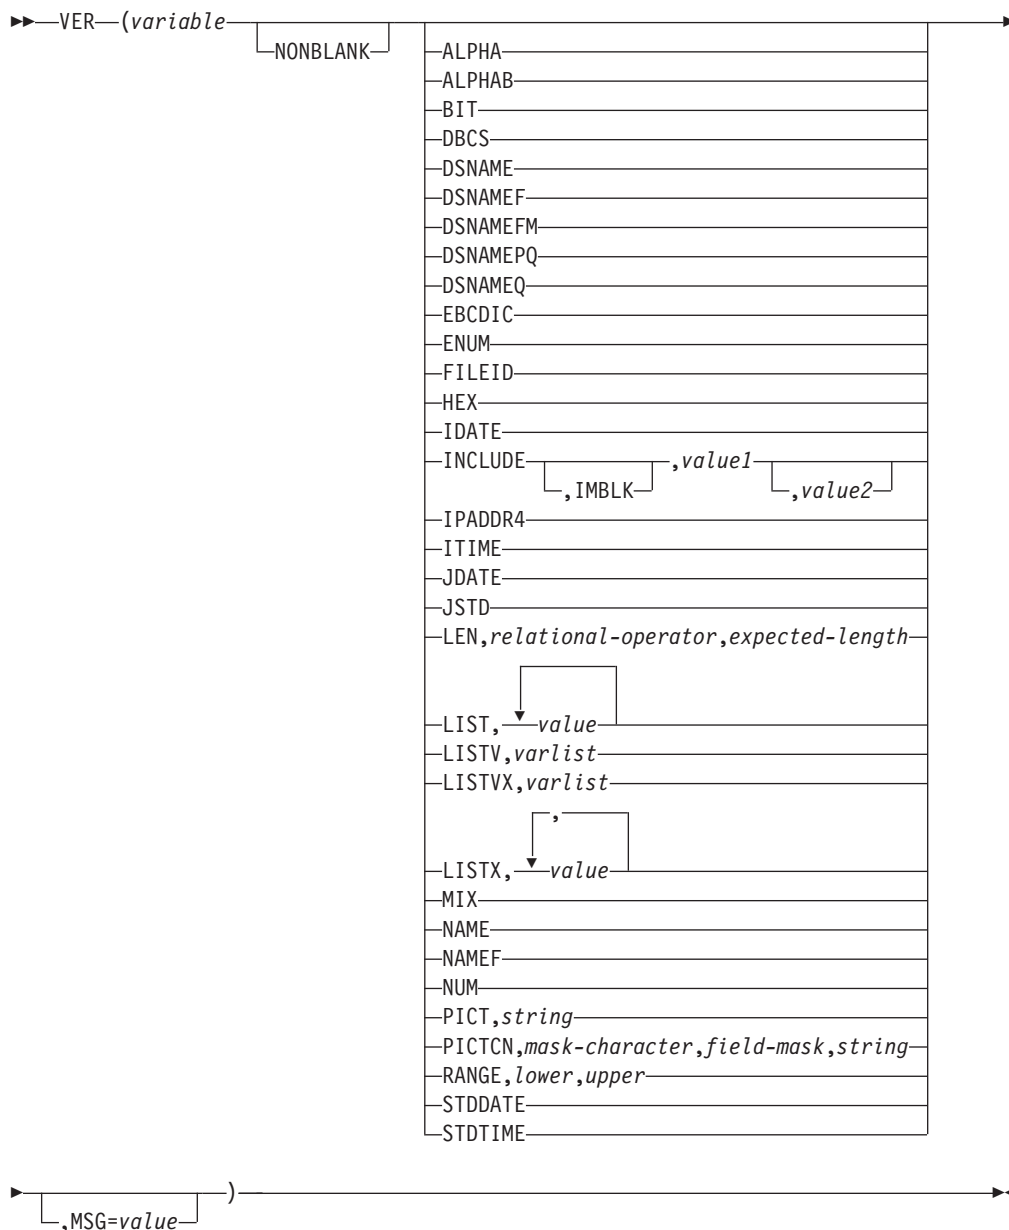 VER (variable
NONBLANK
ALPHA
ALPHAB
BIT
DBCS
DSNAME
DSNAMEF
DSNAMEFM
DSNAMEPQ
DSNAMEQ
EBCDIC
ENUM
FILEID
HEX
IDATE
INCLUDE ,value1
,IMBLK ,value2
IPADDR4
ITIME
JDATE
JSTD
LEN,relational-operator,expected-length
LIST, value
LISTV,varlist
LISTVX,varlist
,
LISTX, value
MIX
NAME
NAMEF
NUM
PICT,string
PICTCN,mask-character,field-mask,string
RANGE,lower,upper
STDDATE
STDTIME
)
,MSG=value